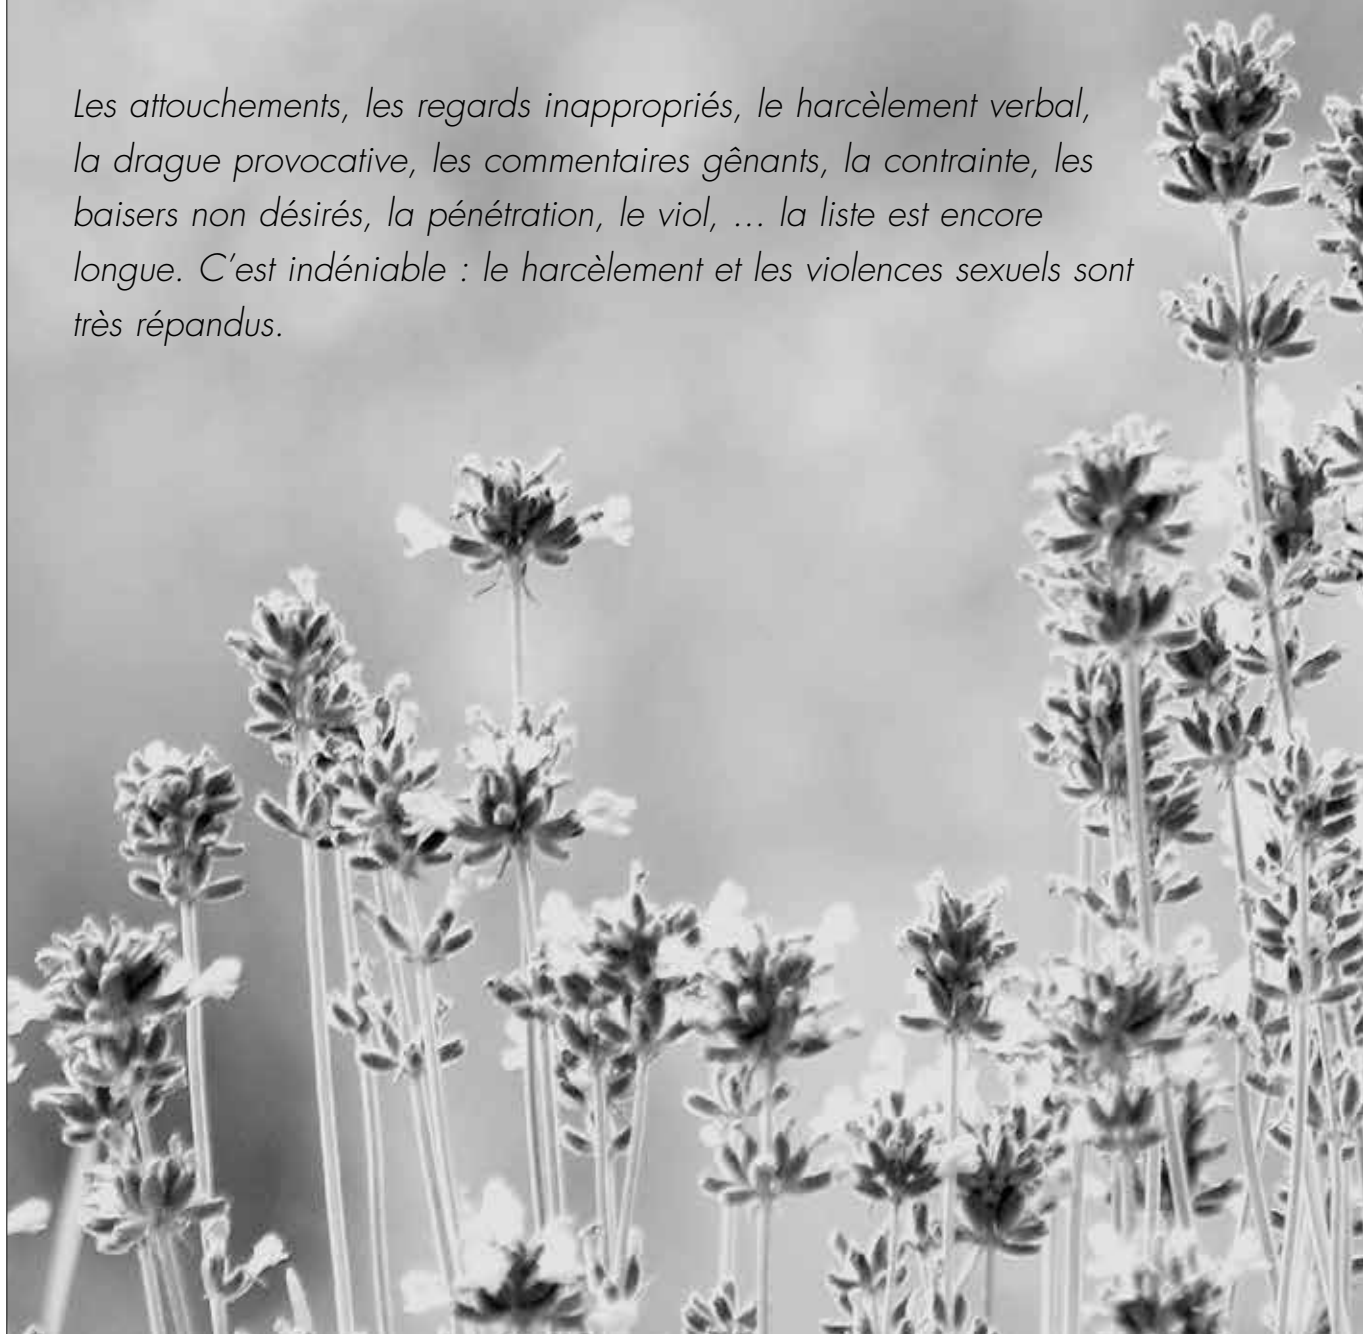 Les attouchements, les regards inappropriés, le harcèlement verbal,
la drague provocative, les commentaires gênants, la contrainte, les
baisers non désirés, la pénétration, le viol, ... la liste est encore
longue. C’est indéniable : le harcèlement et les violences sexuels sont
très répandus.